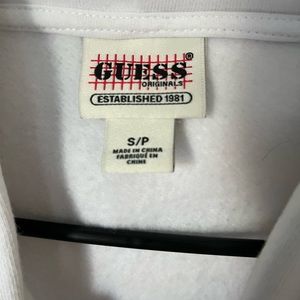 GUESS
ORIGINALS
ESTABLISHED 1981
S/P
MADE IN CHINA
FABRIQUÉ EN
CHINE